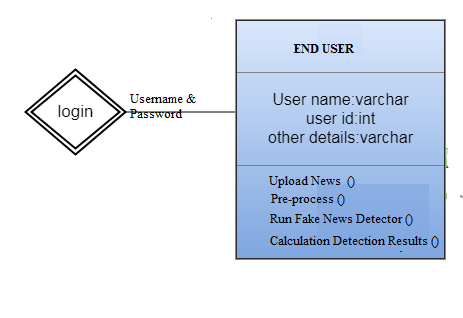 END USER
Username &
Password
login
User name:varchar
user id:int
other details:varchar
Upload News ()
Pre-process ()
Run Fake News Detector ()
Calculation Detection Results ()